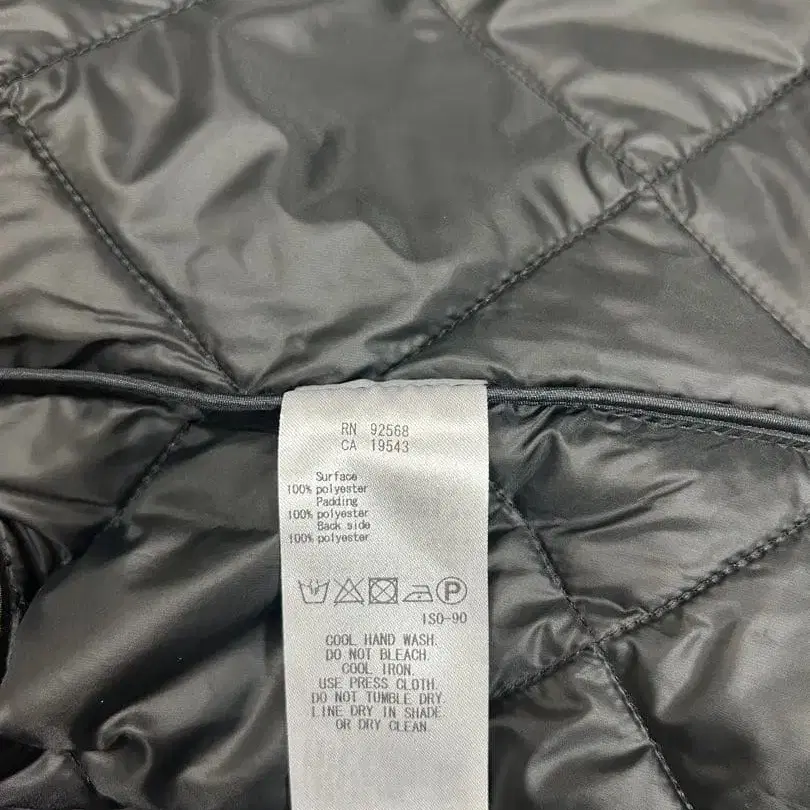 RN 92568
CA 19543
Surface
100% polyester
Padding
100% polyester
Back side
100% polyester
P
ISO-90
COOL HAND WASH.
DO NOT BLEACH.
COOL IRON.
USE PRESS CLOTH.
DO NOT TUMBLE DRY.
LINE DRY IN SHADE
OR DRY CLEAN